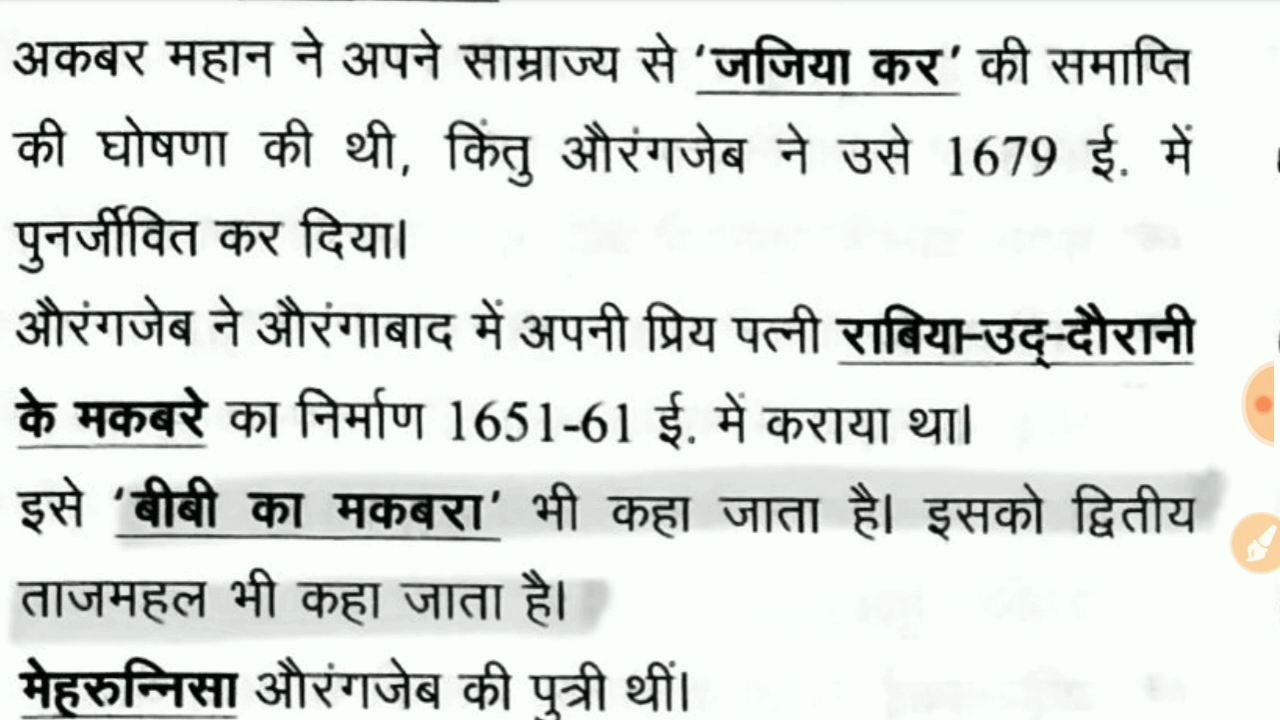 अकबर महान ने अपने साम्राज्य से ‘जजिया कर’ की समाप्ति
की घोषणा की थी, किंतु औरंगजेब ने उसे 1679 ई. में
पुनर्जीवित कर दिया।
औरंगजेब ने औरंगाबाद में अपनी प्रिय पत्नी राबिया-उद्-दौरानी
के मकबरे का निर्माण 1651-61 ई. में कराया था।
इसे ‘बीबी का मकबरा’ भी कहा जाता है। इसको द्वितीय
ताजमहल भी कहा जाता है।
मेहरुन्निसा औरंगजेब की पुत्री थीं।